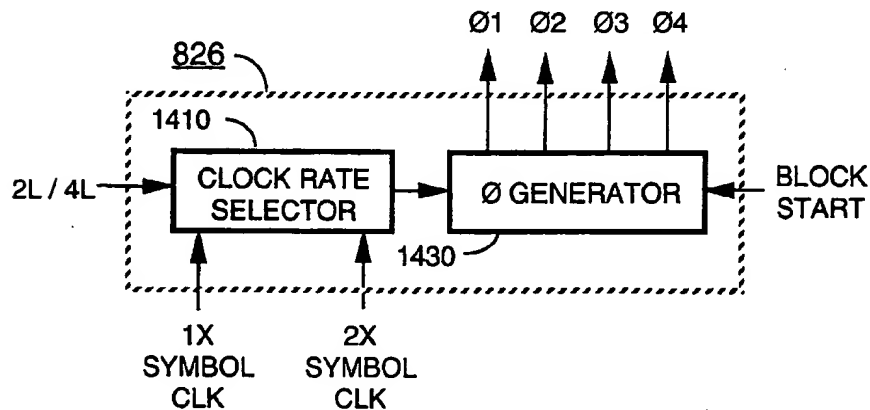 Ø1 Ø2 Ø3 Ø4
826
1410
2L / 4L
CLOCK RATE
SELECTOR
Ø GENERATOR
BLOCK
START
1430
1X
SYMBOL
CLK
2X
SYMBOL
CLK